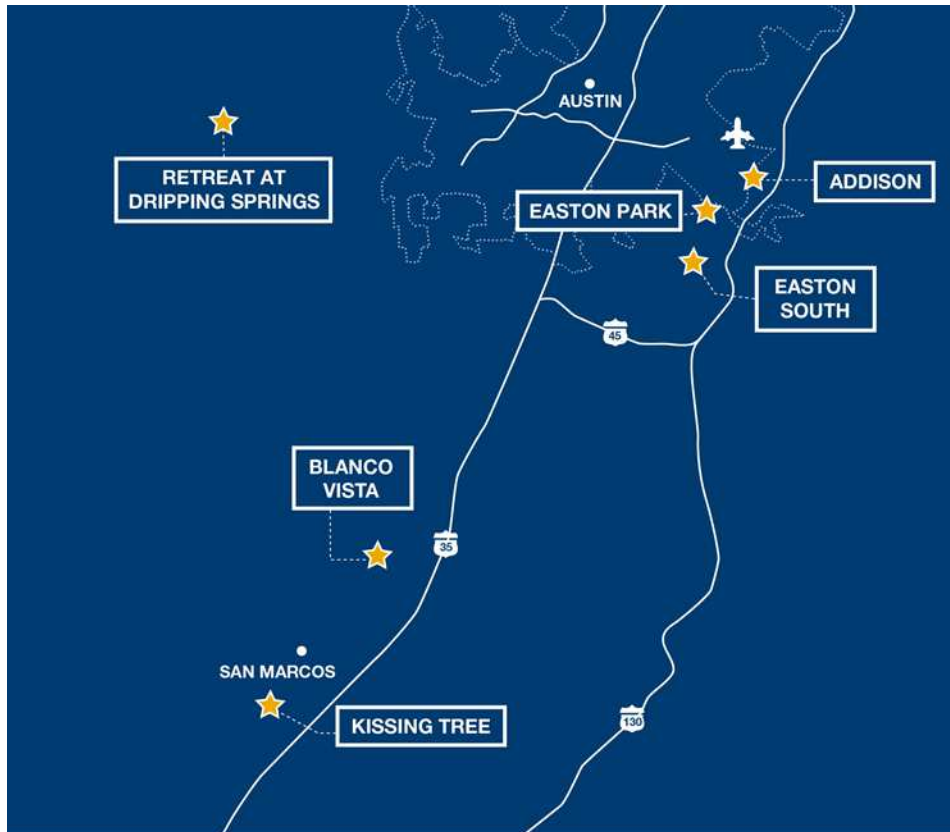 AUSTIN
RETREAT AT
DRIPPING SPRINGS
ADDISON
EASTON PARK
EASTON
SOUTH
45
BLANCO
VISTA
35
SAN MARCOS
KISSING TREE
130